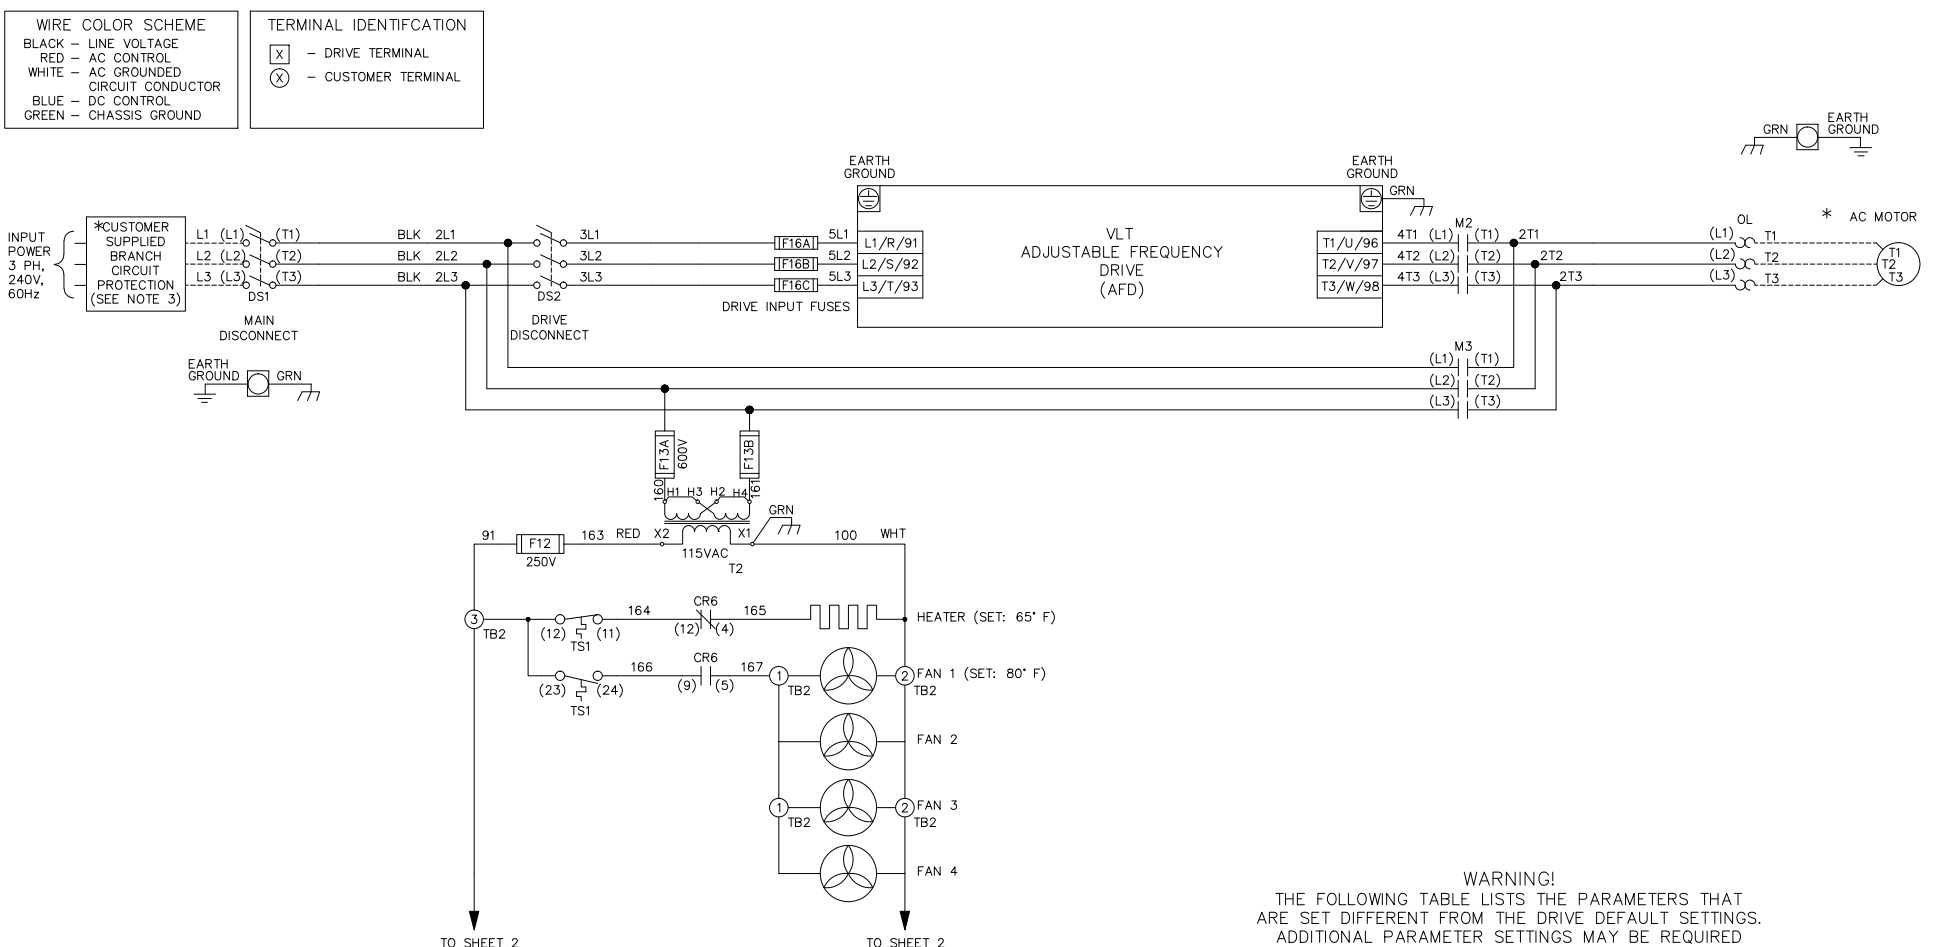 WIRE COLOR SCHEME
BLACK – LINE VOLTAGE
RED – AC CONTROL
WHITE – AC GROUNDED
CIRCUIT CONDUCTOR
BLUE – DC CONTROL
GREEN – CHASSIS GROUND
TERMINAL IDENTIFCATION
X – DRIVE TERMINAL
X – CUSTOMER TERMINAL
GRN
EARTH
GROUND
INPUT
POWER
3 PH,
240V,
60Hz
*CUSTOMER
SUPPLIED
BRANCH
CIRCUIT
PROTECTION
(SEE NOTE 3)
L1 (L1) (T1) BLK 2L1 3L1 F16A 5L1 L1/R/91
L2 (L2) (T2) BLK 2L2 3L2 F16B 5L2 L2/S/92
L3 (L3) (T3) BLK 2L3 3L3 F16C 5L3 L3/T/93
DS1
DS2
MAIN
DISCONNECT
DRIVE
DISCONNECT
DRIVE INPUT FUSES
EARTH
GROUND
VLT
ADJUSTABLE FREQUENCY
DRIVE
(AFD)
EARTH
GROUND
GRN
M2
T1/U/96 4T1 (L1) (T1) 2T1
T2/V/97 4T2 (L2) (T2) 2T2
T3/W/98 4T3 (L3) (T3) 2T3
OL
(L1) T1
(L2) T2
(L3) T3
* AC MOTOR
T1
T2
T3
M3
(L1) (T1)
(L2) (T2)
(L3) (T3)
EARTH
GROUND
GRN
F13A
600V
F13B
160
161
H1 H3 H2 H4
GRN
91 F12 163 RED X2 X1 100 WHT
250V
115VAC
T2
3
TB2
(12) (11)
TS1
164
CR6
(12) (4)
165
HEATER (SET: 65° F)
(23) (24)
TS1
166
CR6
(9) (5)
167
1
TB2
2
TB2
FAN 1 (SET: 80° F)
FAN 2
1
TB2
2
TB2
FAN 3
FAN 4
TO SHEET 2
TO SHEET 2
WARNING!
THE FOLLOWING TABLE LISTS THE PARAMETERS THAT
ARE SET DIFFERENT FROM THE DRIVE DEFAULT SETTINGS.
ADDITIONAL PARAMETER SETTINGS MAY BE REQUIRED